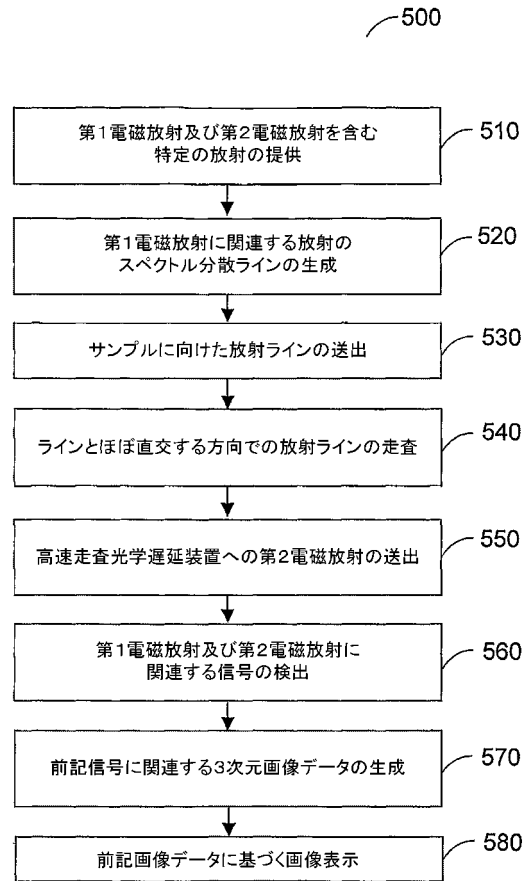 500
第1電磁放射及び第2電磁放射を含む
特定の放射の提供
510
第1電磁放射に関連する放射の
スペクトル分散ラインの生成
520
サンプルに向けた放射ラインの送出
530
ラインとほぼ直交する方向での放射ラインの走査
540
高速走査光学遅延装置への第2電磁放射の送出
550
第1電磁放射及び第2電磁放射に
関連する信号の検出
560
前記信号に関連する3次元画像データの生成
570
前記画像データに基づく画像表示
580